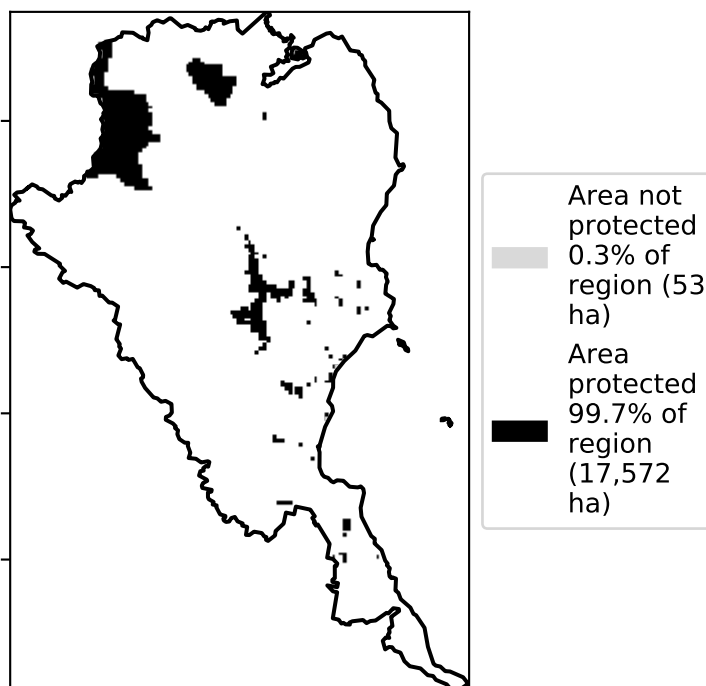 Area not
protected
0.3% of
region (53
ha)
Area
protected
99.7% of
region
(17,572
ha)